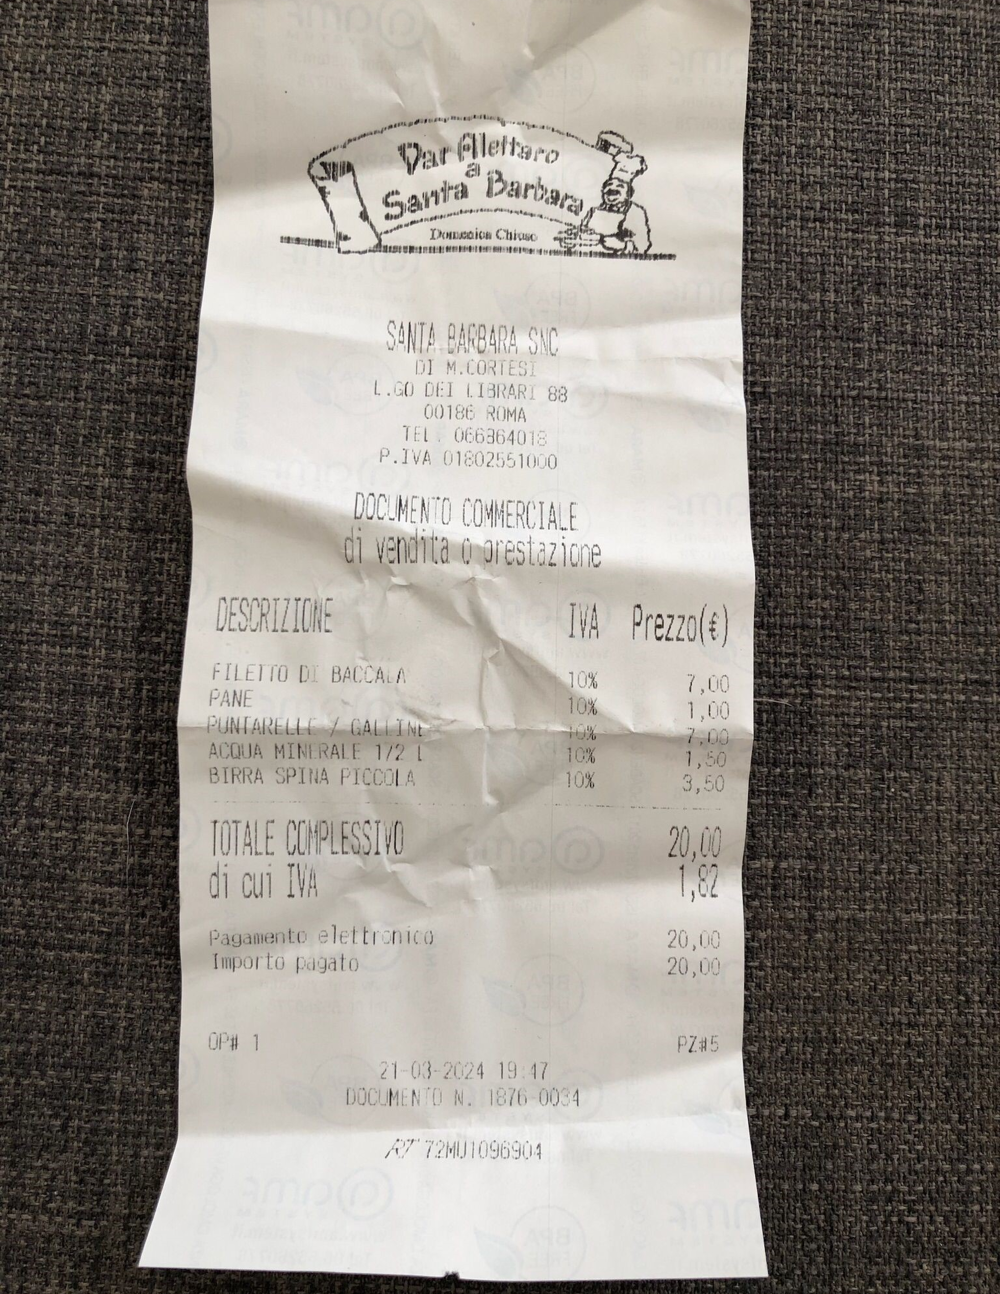 Dar Filettaro
a
Santa Barbara
Domenica Chiuso
SANTA BARBARA SNC
DI M.CORTESI
L.GO DEI LIBRARI 88
00186 ROMA
TEL. 066864018
P.IVA 01802551000
DOCUMENTO COMMERCIALE
di vendita o prestazione
DESCRIZIONE IVA Prezzo(€)
FILETTO DI BACCALA' 10% 7,00
PANE 10% 1,00
PUNTARELLE / GALLINE 10% 7,00
ACQUA MINERALE 1/2 L 10% 1,50
BIRRA SPINA PICCOLA 10% 3,50
TOTALE COMPLESSIVO 20,00
di cui IVA 1,82
Pagamento elettronico 20,00
Importo pagato 20,00
OP# 1 PZ#5
21-03-2024 19:47
DOCUMENTO N. 1876-0034
RT 72MU1096904